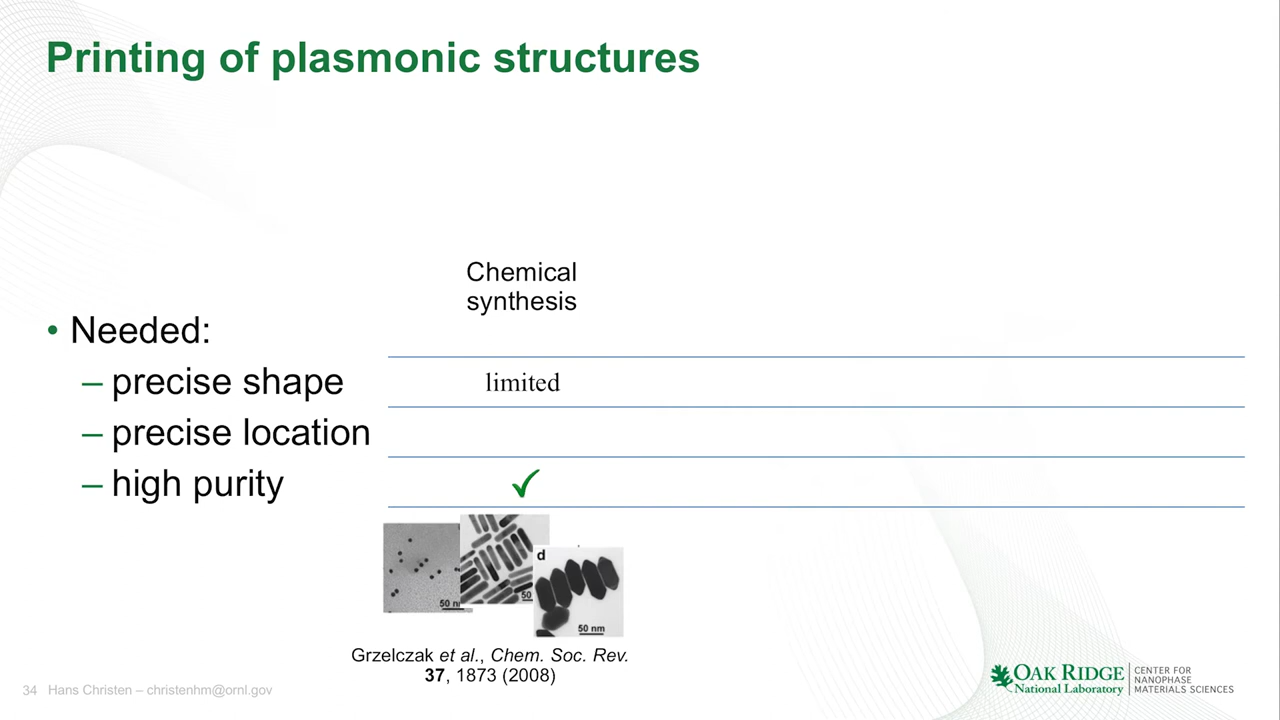 Printing of plasmonic structures
Chemical
synthesis
• Needed:
– precise shape
limited
– precise location
– high purity
✓
50 nm
50
d
50 nm
Grzelczak et al., Chem. Soc. Rev.
37, 1873 (2008)
34 Hans Christen – christenhm@ornl.gov
OAK RIDGE
National Laboratory
CENTER FOR
NANOPHASE
MATERIALS SCIENCES